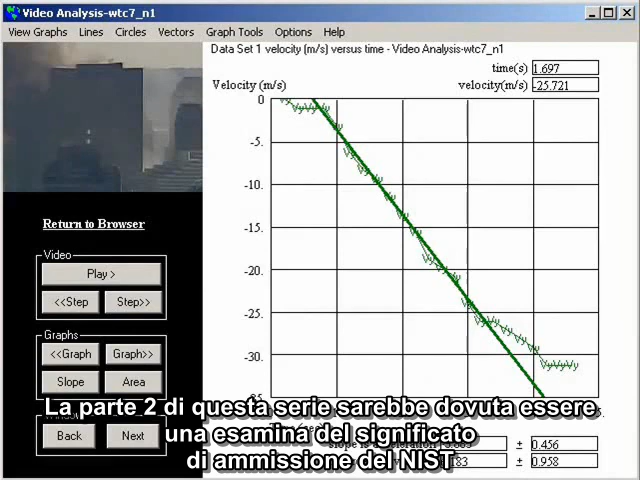 Video Analysis-wtc7_n1
View Graphs Lines Circles Vectors Graph Tools Options Help
Data Set 1 velocity (m/s) versus time - Video Analysis-wtc7_n1
time(s) 1.697
Velocity (m/s) velocity(m/s) -25.721
0
-5.
-10.
-15.
-20.
-25.
-30.
Return to Browser
Video
Play >
<<Step Step>>
Graphs
<<Graph Graph>>
Slope Area
Back Next
La parte 2 di questa serie sarebbe dovuta essere
una esamina del significato
di ammissione del NIST
± 0.456
± 0.958